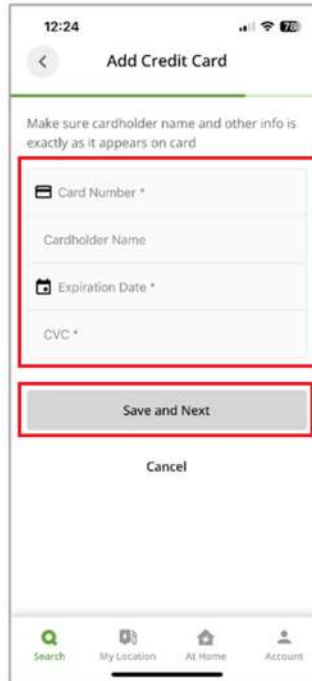 12:24
78
Add Credit Card
Make sure cardholder name and other info is
exactly as it appears on card
Card Number *
Cardholder Name
Expiration Date *
CVC *
Save and Next
Cancel
Search My Location At Home Account